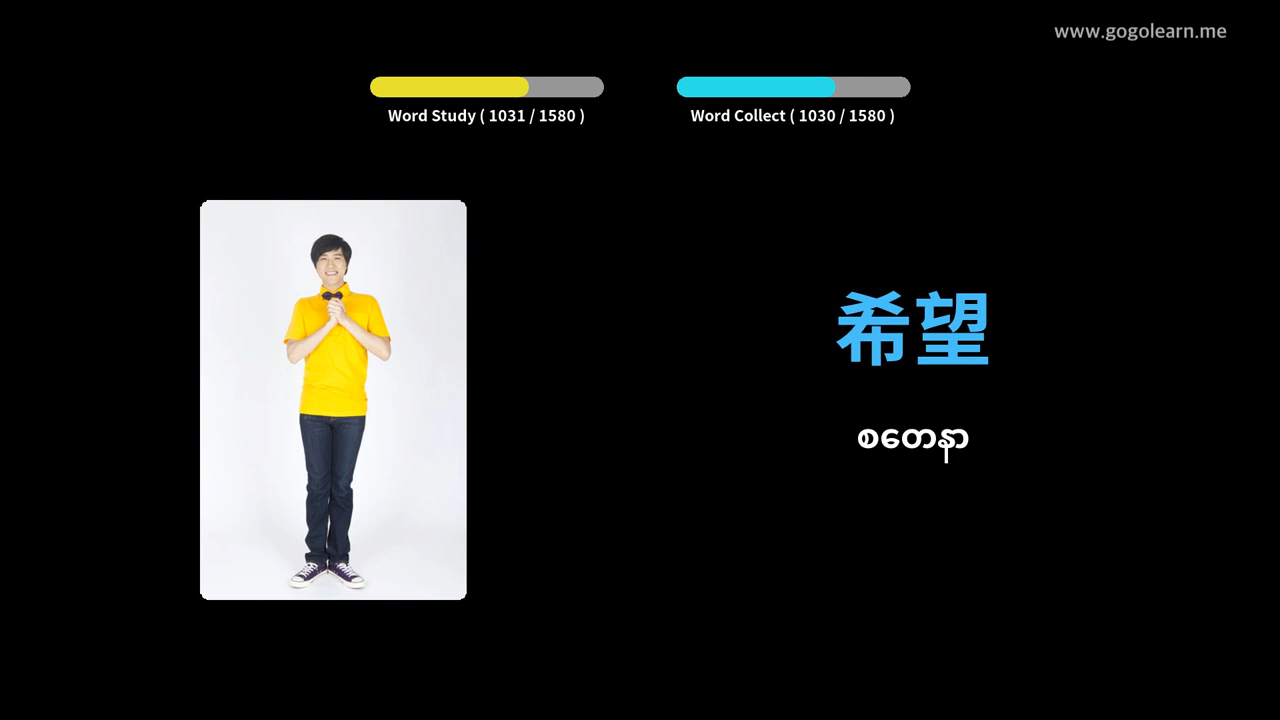 www.gogolearn.me
Word Study ( 1031 / 1580 )
Word Collect ( 1030 / 1580 )
希望
စတေနာ